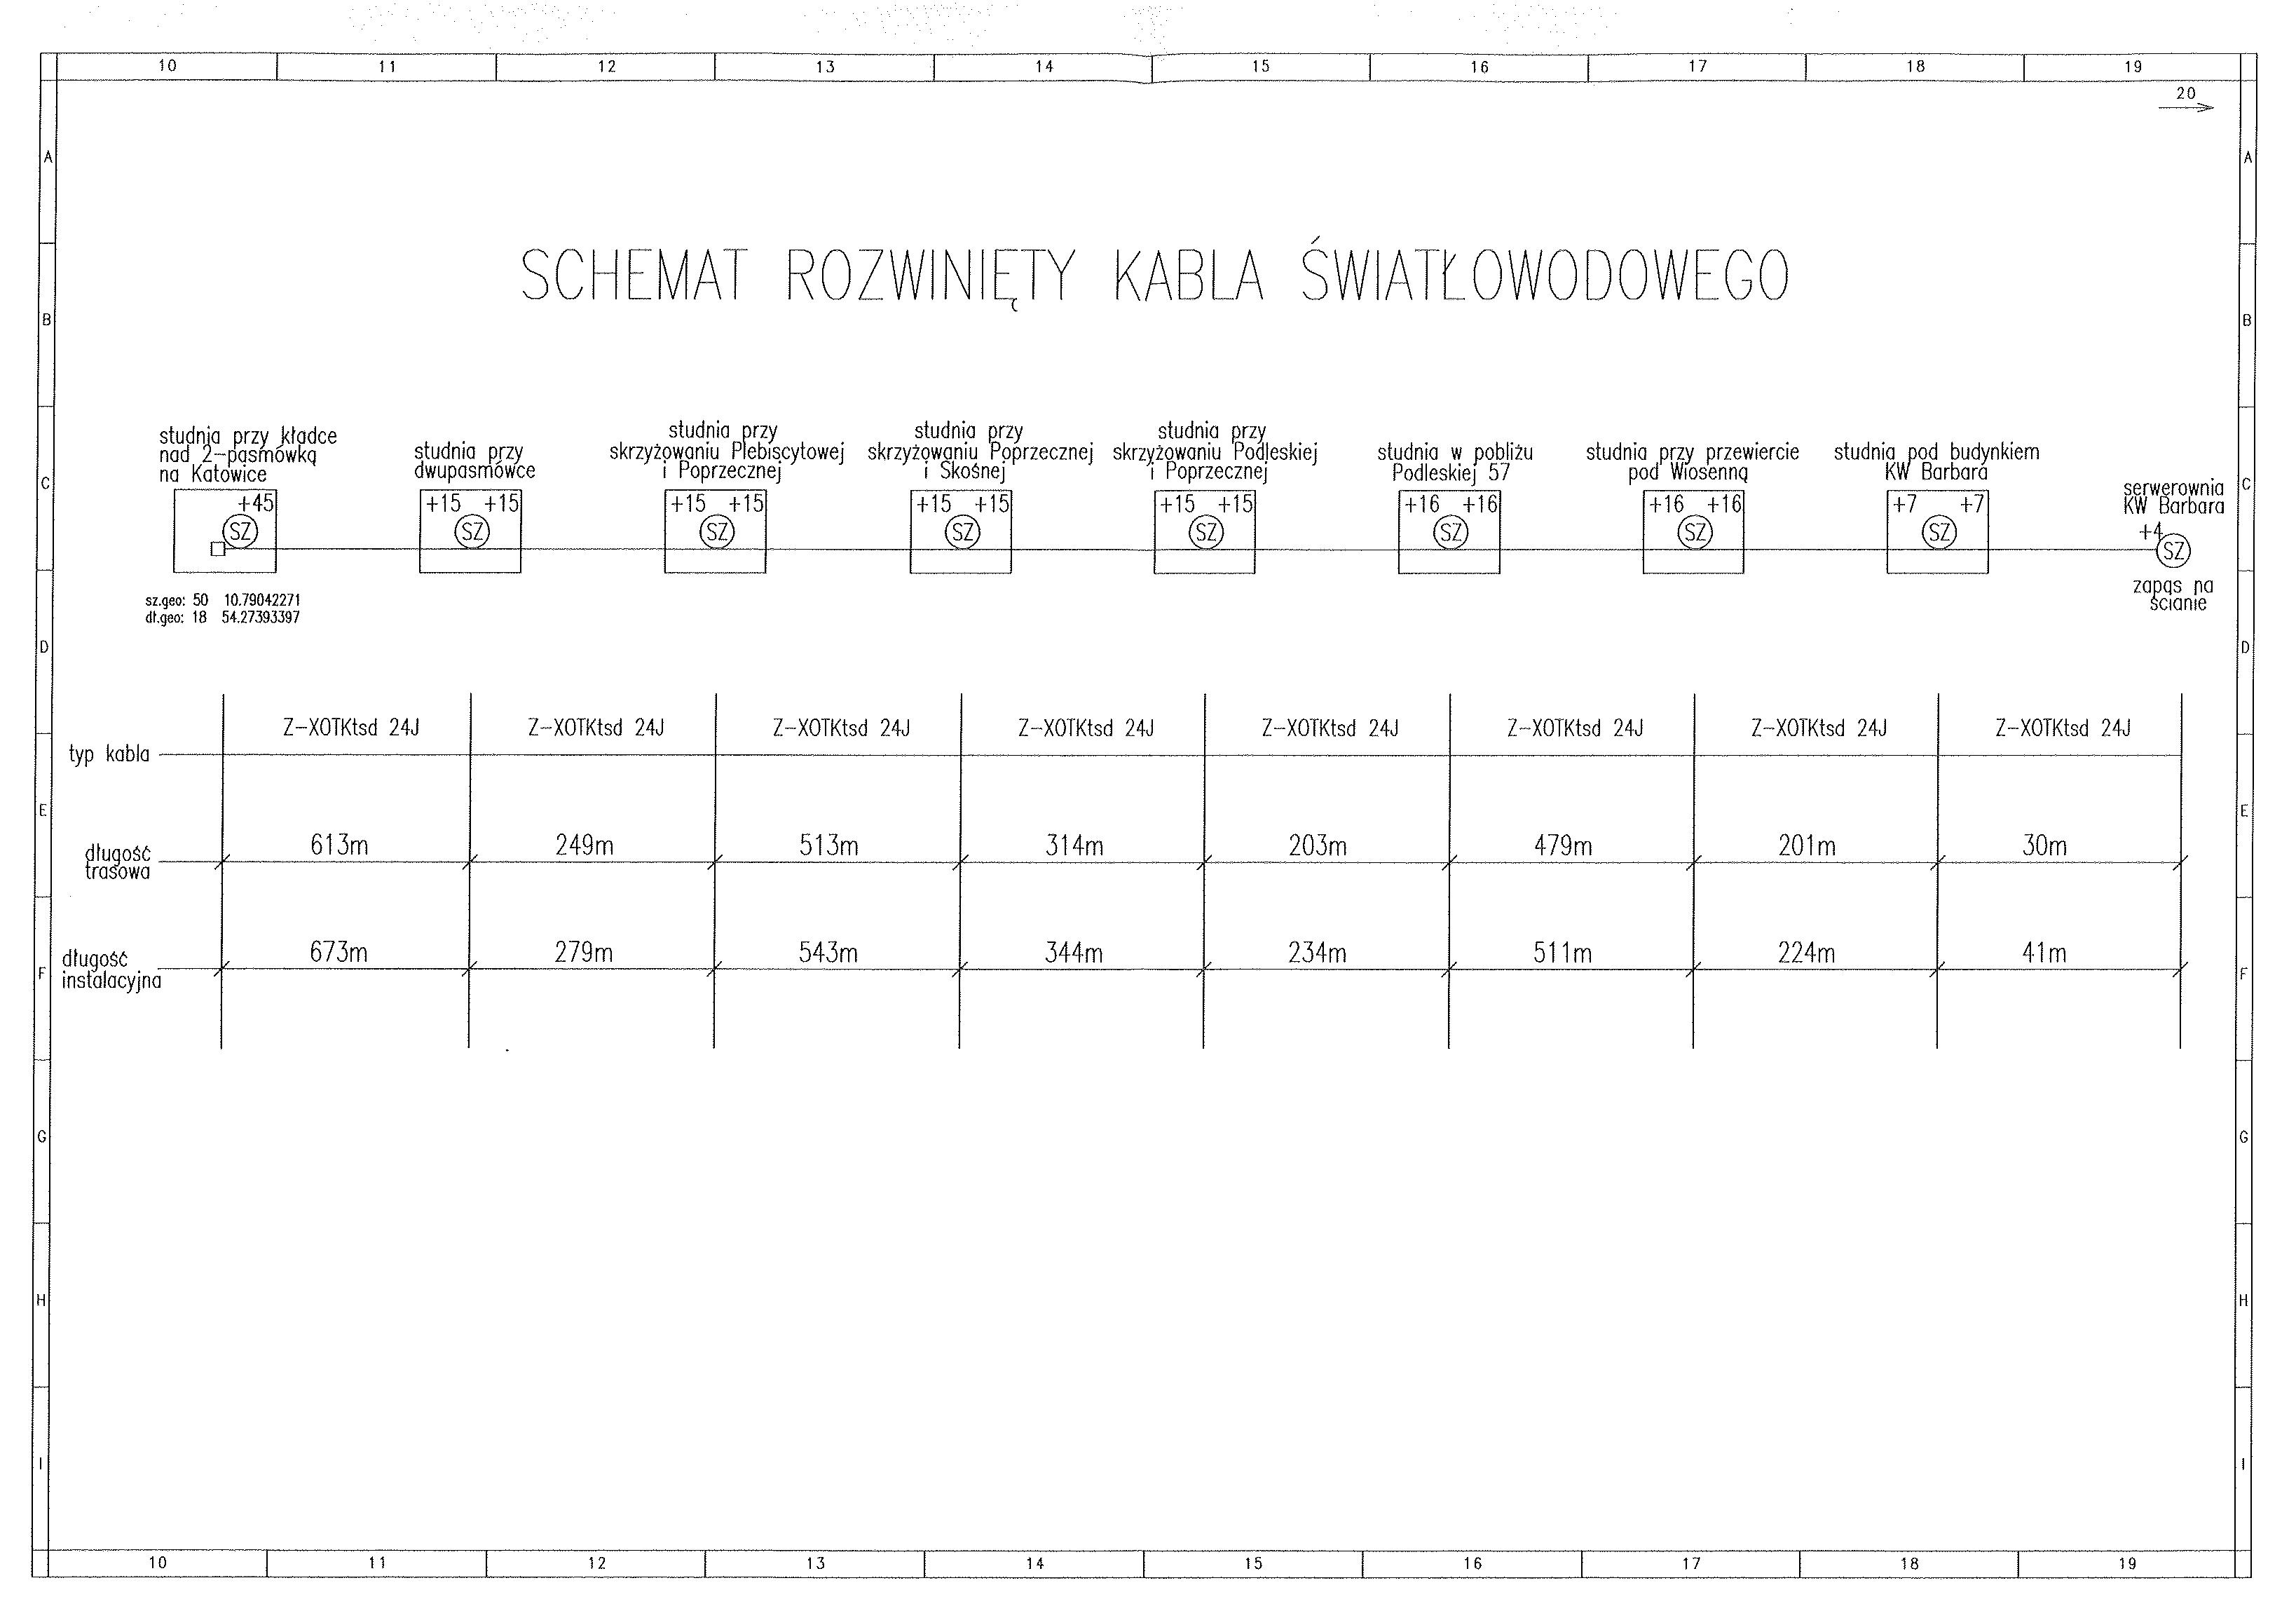 10 11 12 13 14 15 16 17 18 19
20
A A
SCHEMAT ROZWINIĘTY KABLA ŚWIATŁOWODOWEGO
B B
studnia przy kładce
nad 2-pasmówką
na Katowice
studnia przy
dwupasmówce
studnia przy
skrzyżowaniu Plebiscytowej
i Poprzecznej
studnia przy
skrzyżowaniu Poprzecznej
i Skośnej
studnia przy
skrzyżowaniu Podleskiej
i Poprzecznej
studnia w pobliżu
Podleskiej 57
studnia przy przewiercie
pod Wiosenną
studnia pod budynkiem
KW Barbara
serwerownia
KW Barbara
C C
+45 +15 +15 +15 +15 +15 +15 +15 +15 +16 +16 +16 +16 +7 +7 +4
SZ SZ SZ SZ SZ SZ SZ SZ SZ
zapas na
ścianie
sz.geo: 50 10.79042271
dł.geo: 18 54.27393397
D D
Z-XOTKtsd 24J Z-XOTKtsd 24J Z-XOTKtsd 24J Z-XOTKtsd 24J Z-XOTKtsd 24J Z-XOTKtsd 24J Z-XOTKtsd 24J Z-XOTKtsd 24J
typ kabla
E E
613m 249m 513m 314m 203m 479m 201m 30m
długość
trasowa
673m 279m 543m 344m 234m 511m 224m 41m
długość
instalacyjna
F F
G G
H H
I I
10 11 12 13 14 15 16 17 18 19